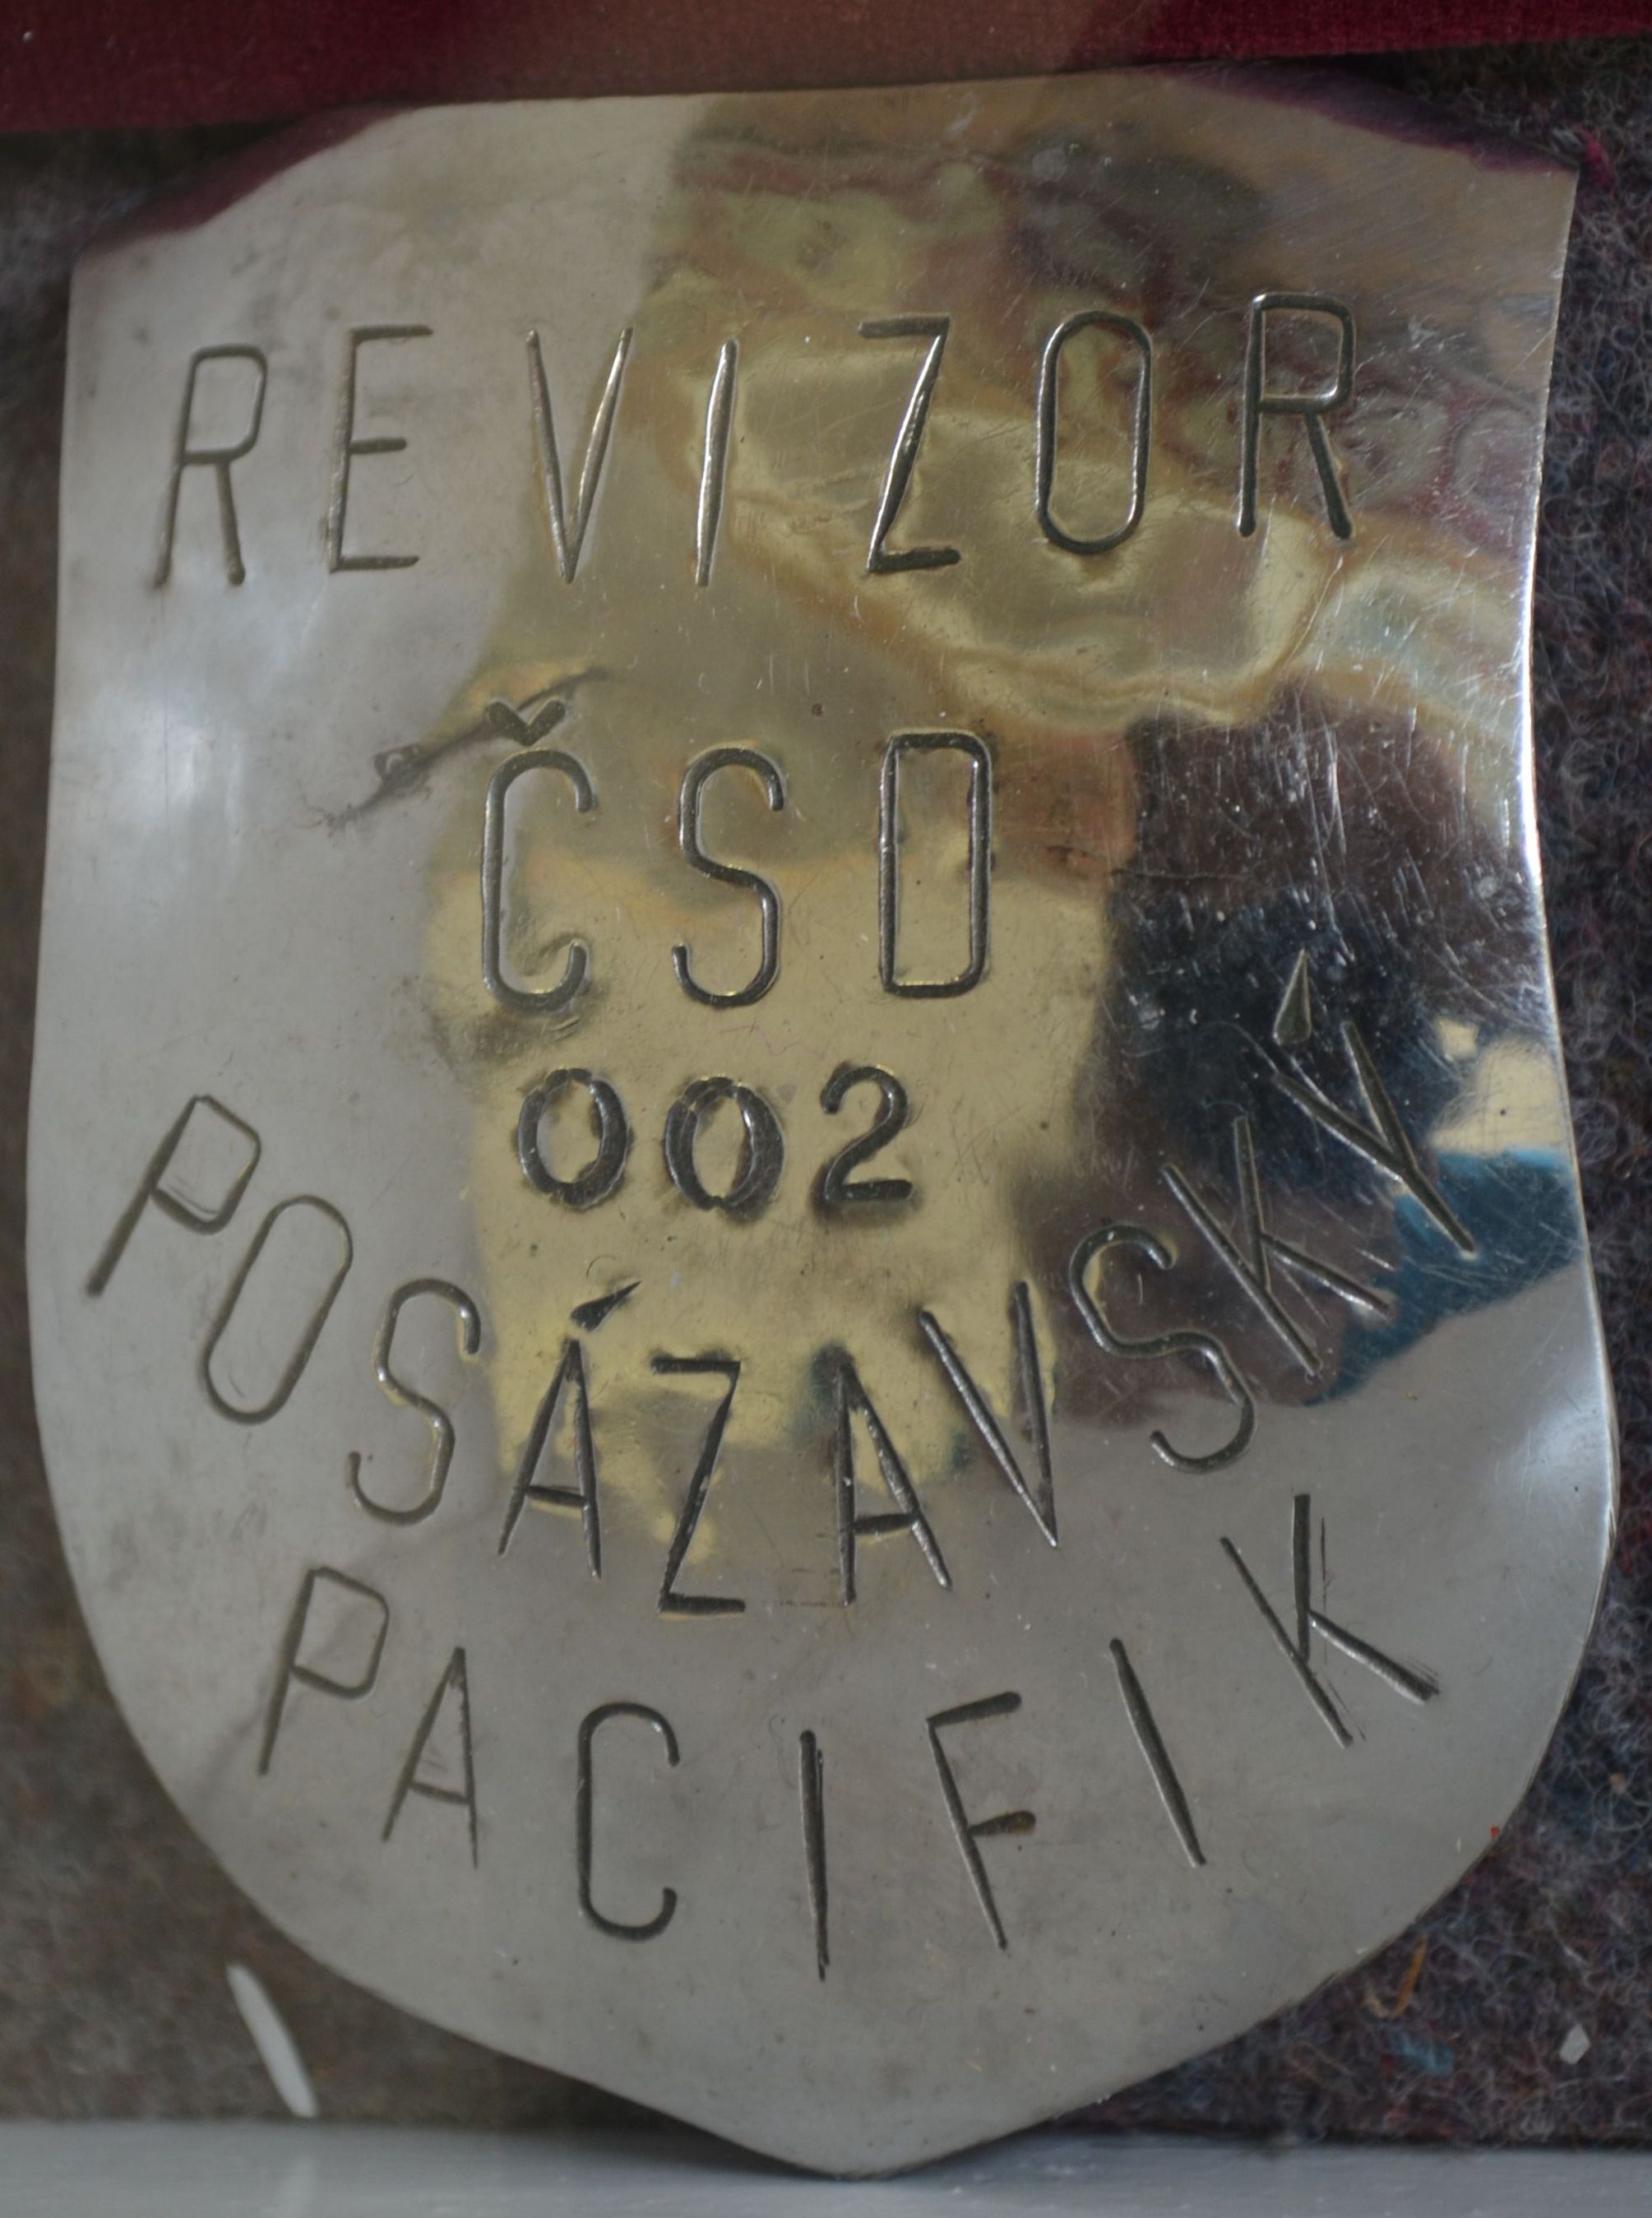 REVIZOR
ČSD
002
POSÁZAVSKÝ
PACIFIK